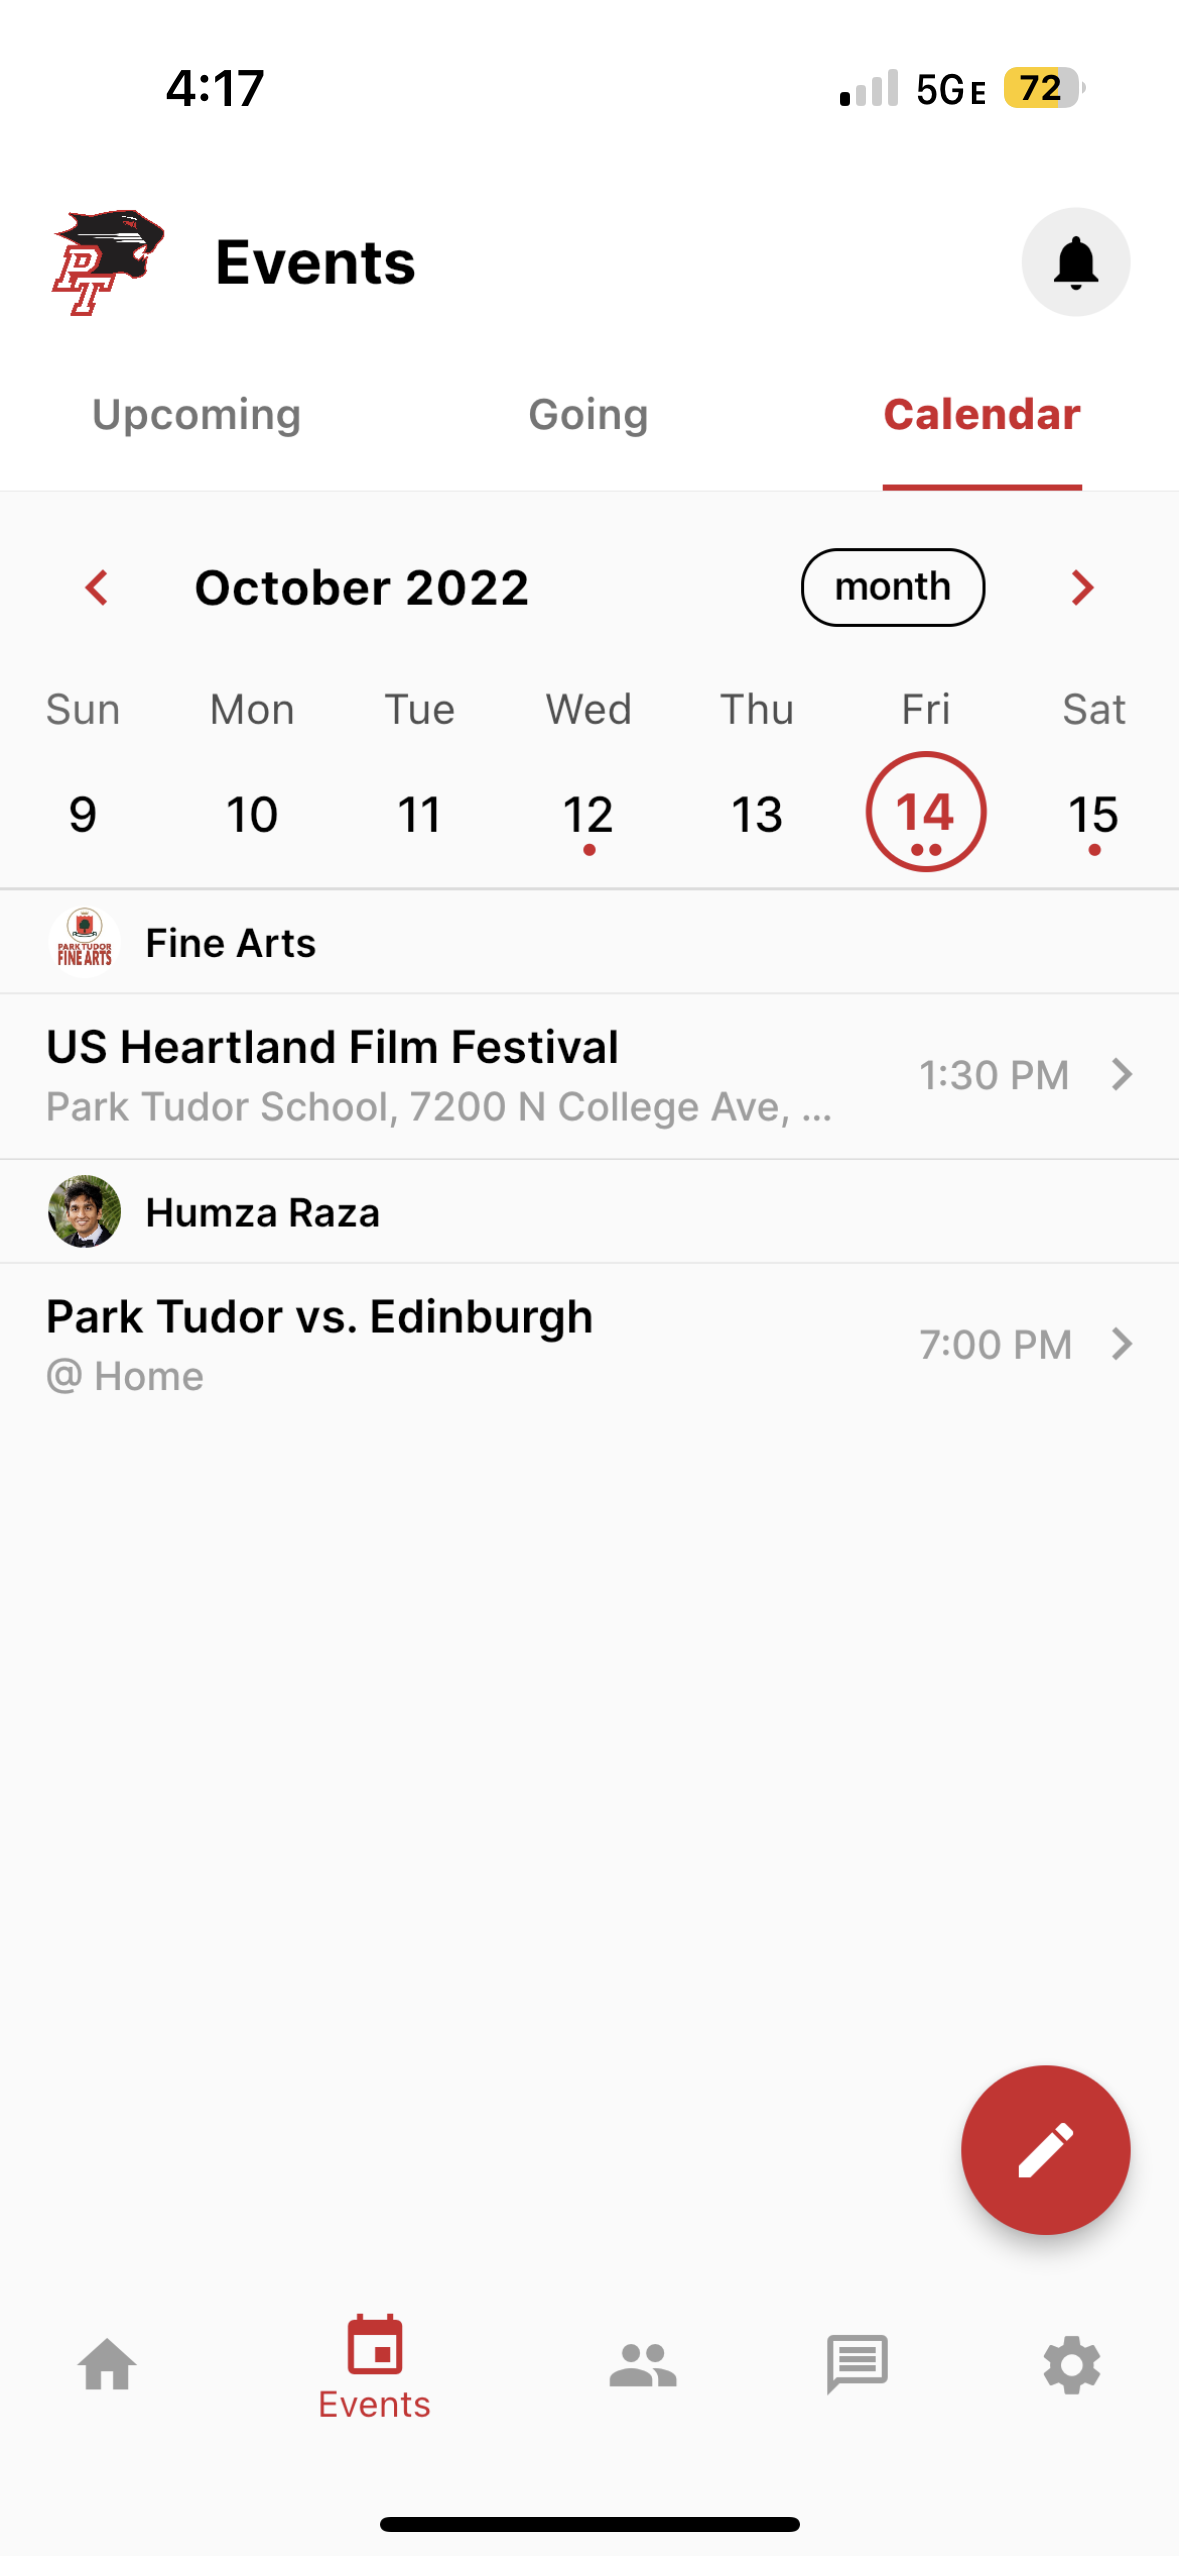 4:17
5G E 72
PT
Events
Upcoming Going Calendar
October 2022 month
Sun Mon Tue Wed Thu Fri Sat
9 10 11 12 13 14 15
PARK TUDOR
FINE ARTS
Fine Arts
US Heartland Film Festival
1:30 PM
Park Tudor School, 7200 N College Ave, ...
Humza Raza
Park Tudor vs. Edinburgh
7:00 PM
@ Home
Events